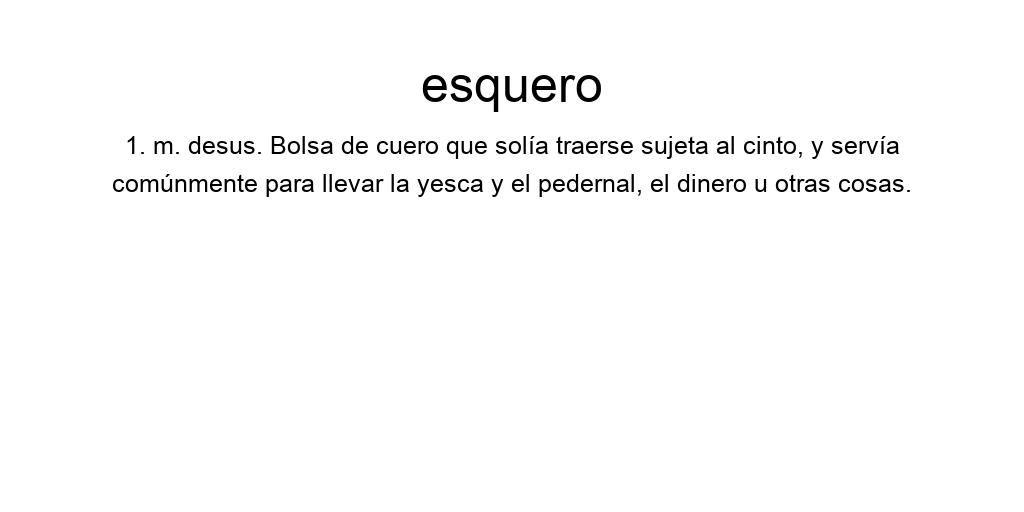 esquero
1. m. desus. Bolsa de cuero que solía traerse sujeta al cinto, y servía
comúnmente para llevar la yesca y el pedernal, el dinero u otras cosas.